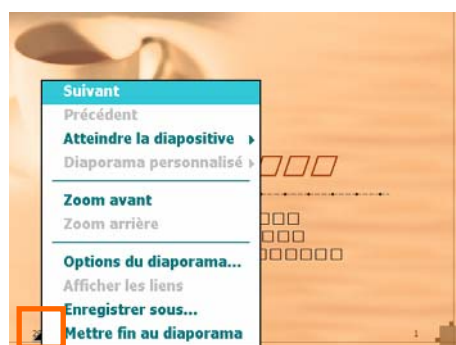 Suivant
Précédent
Atteindre la diapositive
Diaporama personnalisé
Zoom avant
Zoom arrière
Options du diaporama...
Afficher les liens
Enregistrer sous...
Mettre fin au diaporama
1